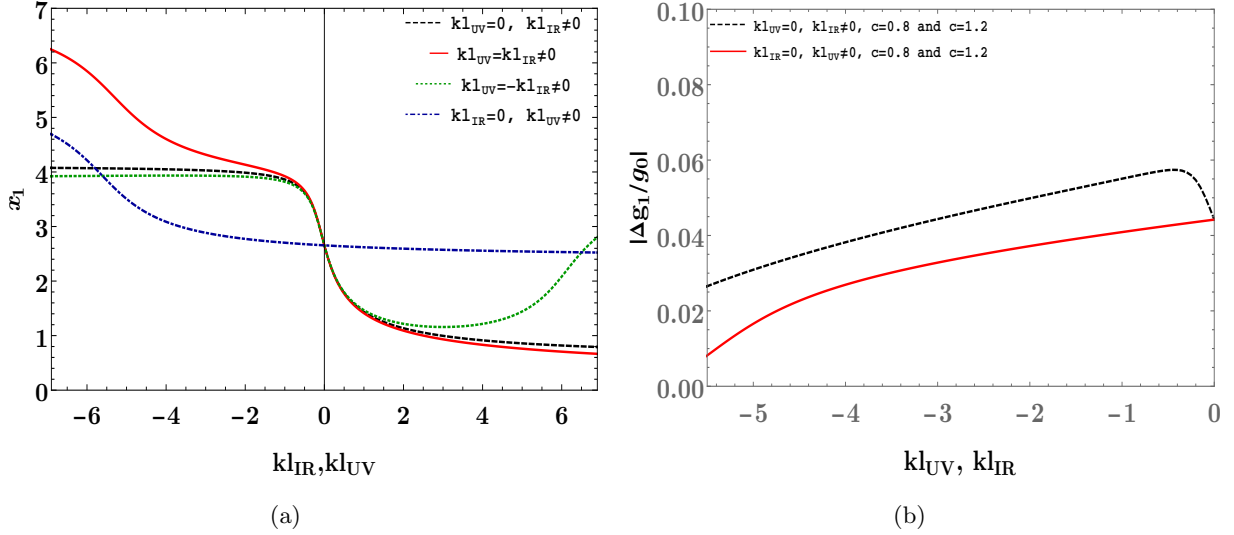 7
6
5
4
3
2
1
0
x₁
−6 −4 −2 0 2 4 6
kl_IR,kl_UV
kl_UV=0, kl_IR≠0
kl_UV=kl_IR≠0
kl_UV=−kl_IR≠0
kl_IR=0, kl_UV≠0
(a)
0.10
0.08
0.06
0.04
0.02
0.00
|Δg₁/g₀|
−5 −4 −3 −2 −1 0
kl_UV, kl_IR
kl_UV=0, kl_IR≠0, c=0.8 and c=1.2
kl_IR=0, kl_UV≠0, c=0.8 and c=1.2
(b)